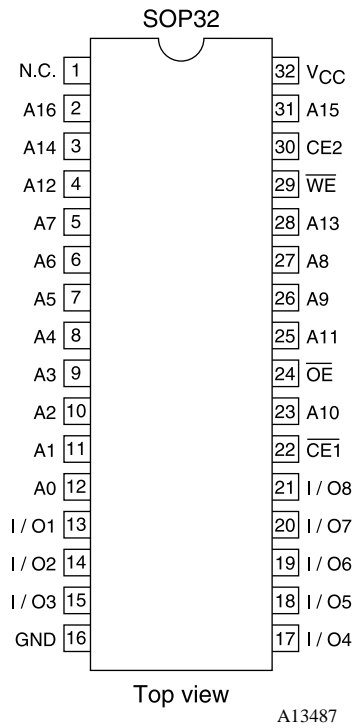 SOP32
N.C. 1 32 VCC
A16 2 31 A15
A14 3 30 CE2
A12 4 29 W̅E̅
A7 5 28 A13
A6 6 27 A8
A5 7 26 A9
A4 8 25 A11
A3 9 24 O̅E̅
A2 10 23 A10
A1 11 22 C̅E̅1̅
A0 12 21 I / O8
I / O1 13 20 I / O7
I / O2 14 19 I / O6
I / O3 15 18 I / O5
GND 16 17 I / O4
Top view
A13487